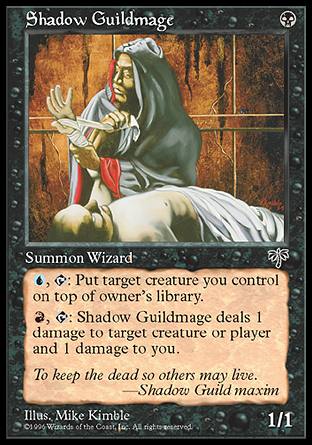 Shadow Guildmage
Summon Wizard
, : Put target creature you control
on top of owner's library.
, : Shadow Guildmage deals 1
damage to target creature or player
and 1 damage to you.
To keep the dead so others may live.
—Shadow Guild maxim
Illus. Mike Kimble
©1996 Wizards of the Coast, Inc. All rights reserved.
1/1